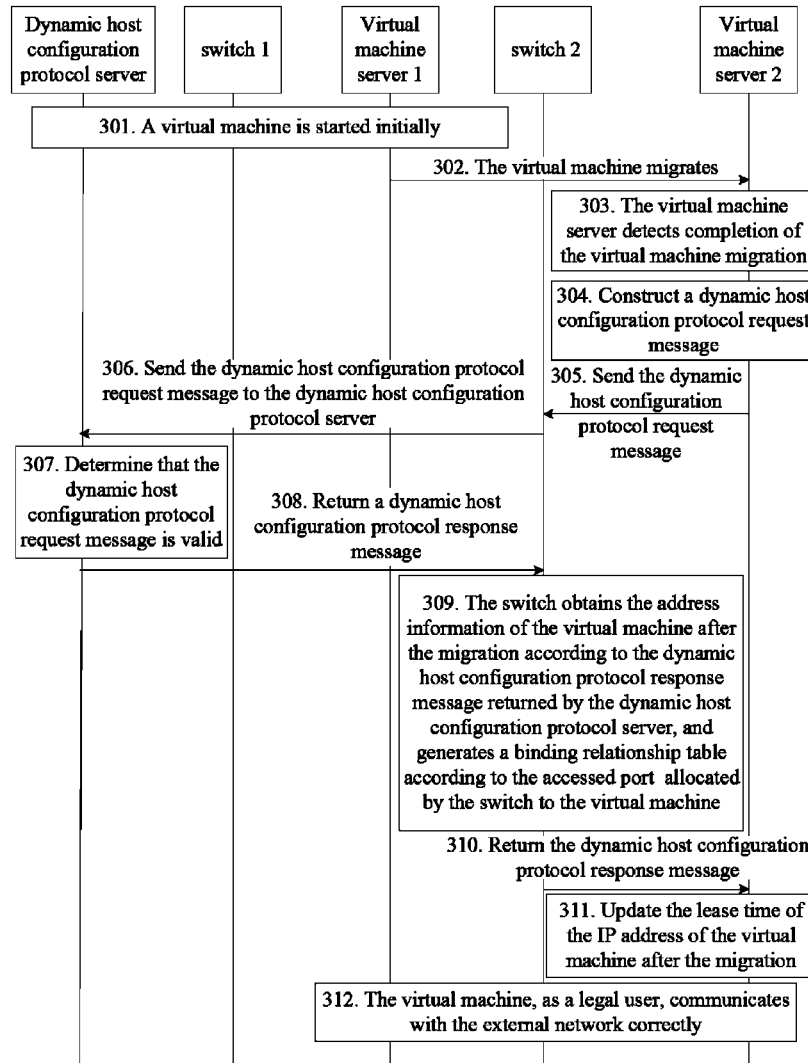 Dynamic host
configuration
protocol server
switch 1
Virtual
machine
server 1
switch 2
Virtual
machine
server 2
301. A virtual machine is started initially
302. The virtual machine migrates
303. The virtual machine
server detects completion of
the virtual machine migration
304. Construct a dynamic host
configuration protocol request
message
305. Send the dynamic
host configuration
protocol request
message
306. Send the dynamic host configuration protocol
request message to the dynamic host configuration
protocol server
307. Determine that the
dynamic host
configuration protocol
request message is valid
308. Return a dynamic host
configuration protocol response
message
309. The switch obtains the address
information of the virtual machine after
the migration according to the dynamic
host configuration protocol response
message returned by the dynamic host
configuration protocol server, and
generates a binding relationship table
according to the accessed port allocated
by the switch to the virtual machine
310. Return the dynamic host configuration
protocol response message
311. Update the lease time of
the IP address of the virtual
machine after the migration
312. The virtual machine, as a legal user, communicates
with the external network correctly